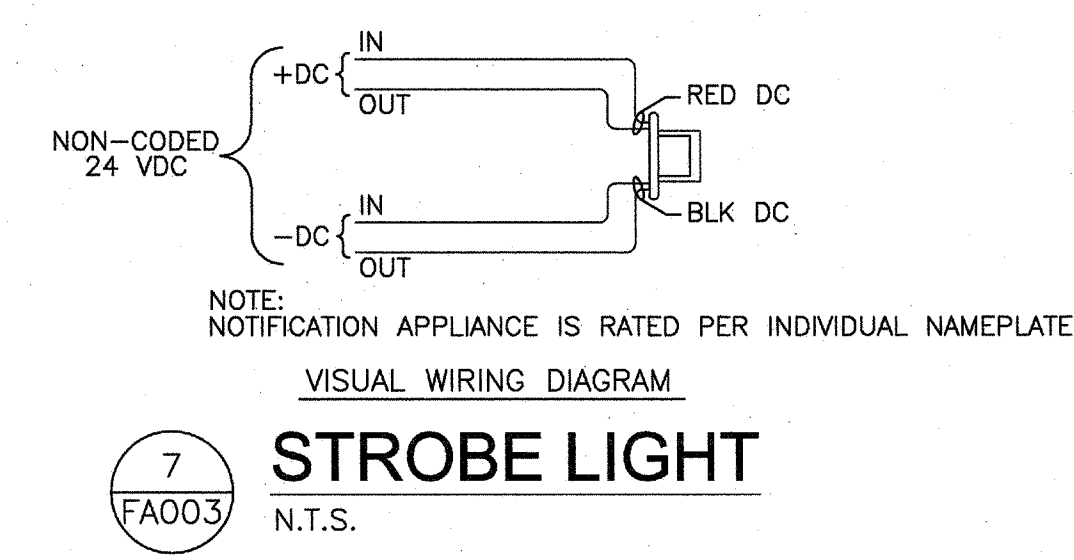 IN
+DC
OUT
RED DC
NON-CODED
24 VDC
IN
BLK DC
-DC
OUT
NOTE:
NOTIFICATION APPLIANCE IS RATED PER INDIVIDUAL NAMEPLATE
VISUAL WIRING DIAGRAM
7
FA003
STROBE LIGHT
N.T.S.